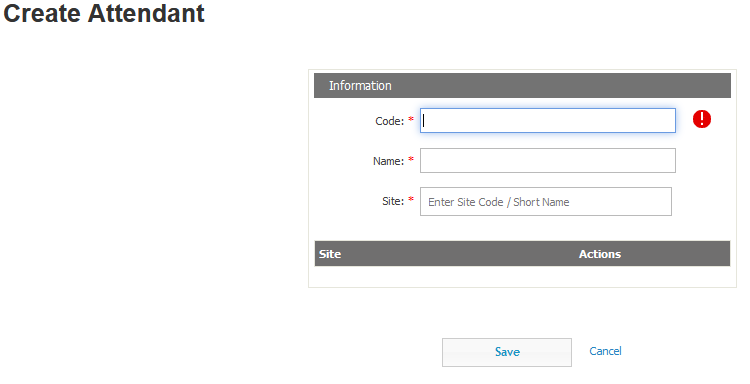 Create Attendant
Information
Code: *
Name: *
Site: * Enter Site Code / Short Name
Site Actions
Save Cancel